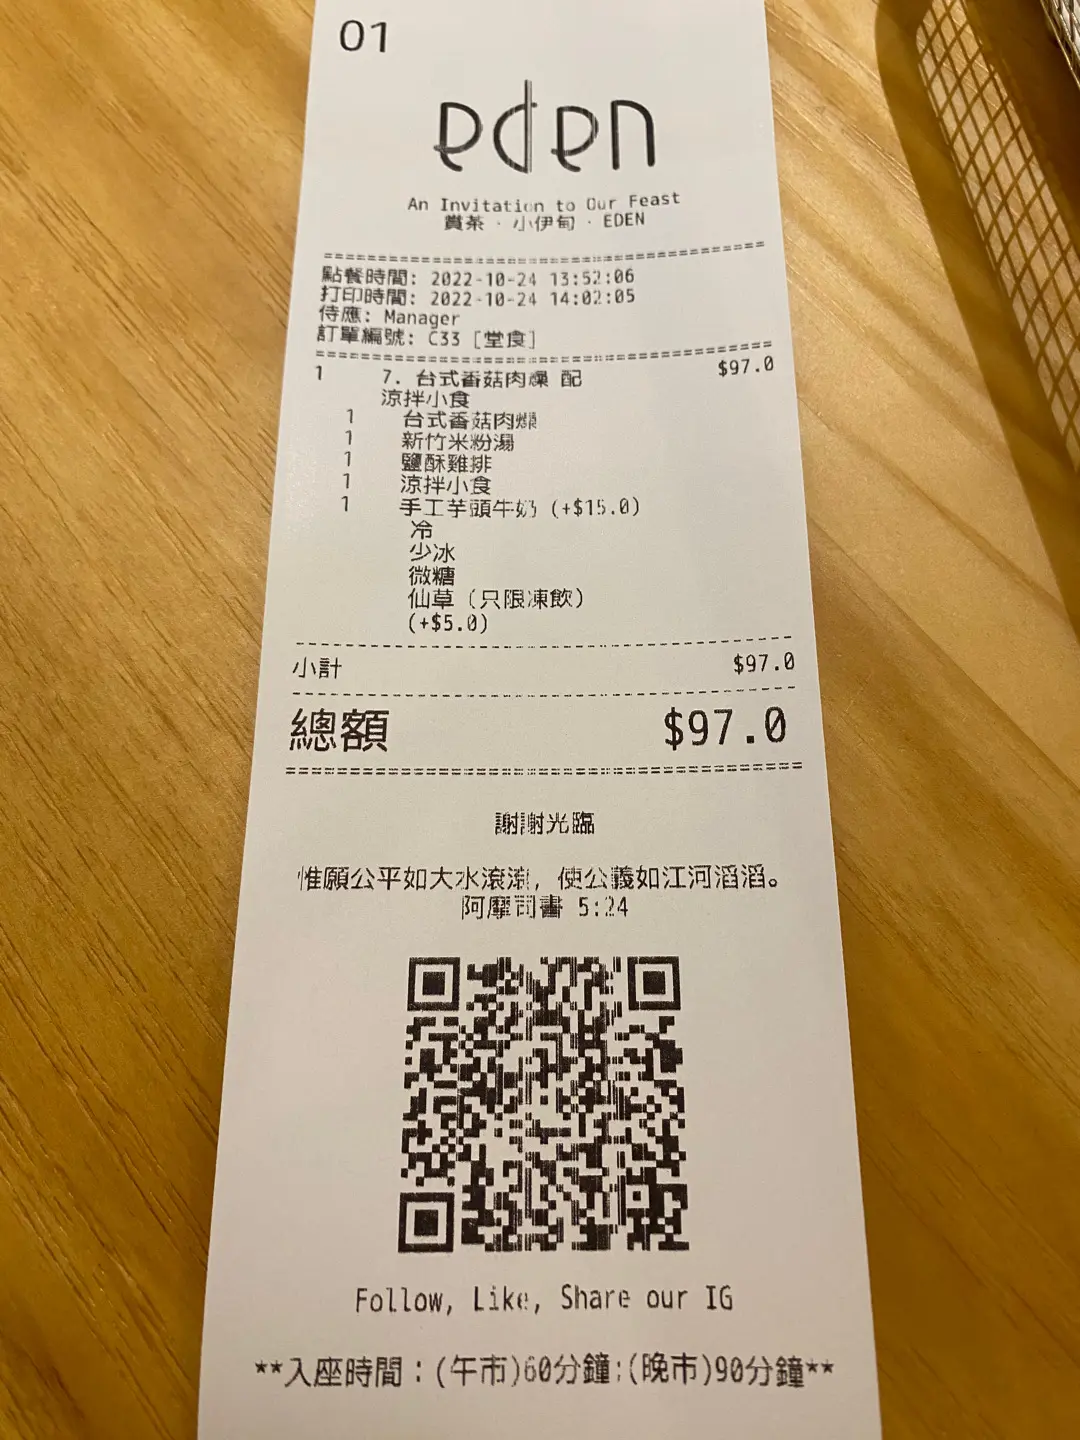 01
eden
An Invitation to Our Feast
賞茶 · 小伊甸 · EDEN
點餐時間: 2022-10-24 13:52:06
打印時間: 2022-10-24 14:02:05
侍應: Manager
訂單編號: C33 [堂食]
1 7. 台式香菇肉燥 配 $97.0
涼拌小食
1 台式香菇肉燥
1 新竹米粉湯
1 鹽酥雞排
1 涼拌小食
1 手工芋頭牛奶 (+$15.0)
冷
少冰
微糖
仙草 (只限凍飲)
(+$5.0)
小計 $97.0
總額 $97.0
謝謝光臨
惟願公平如大水滾滾, 使公義如江河滔滔。
阿摩司書 5:24
Follow, Like, Share our IG
**入座時間：(午市)60分鐘;(晚市)90分鐘**